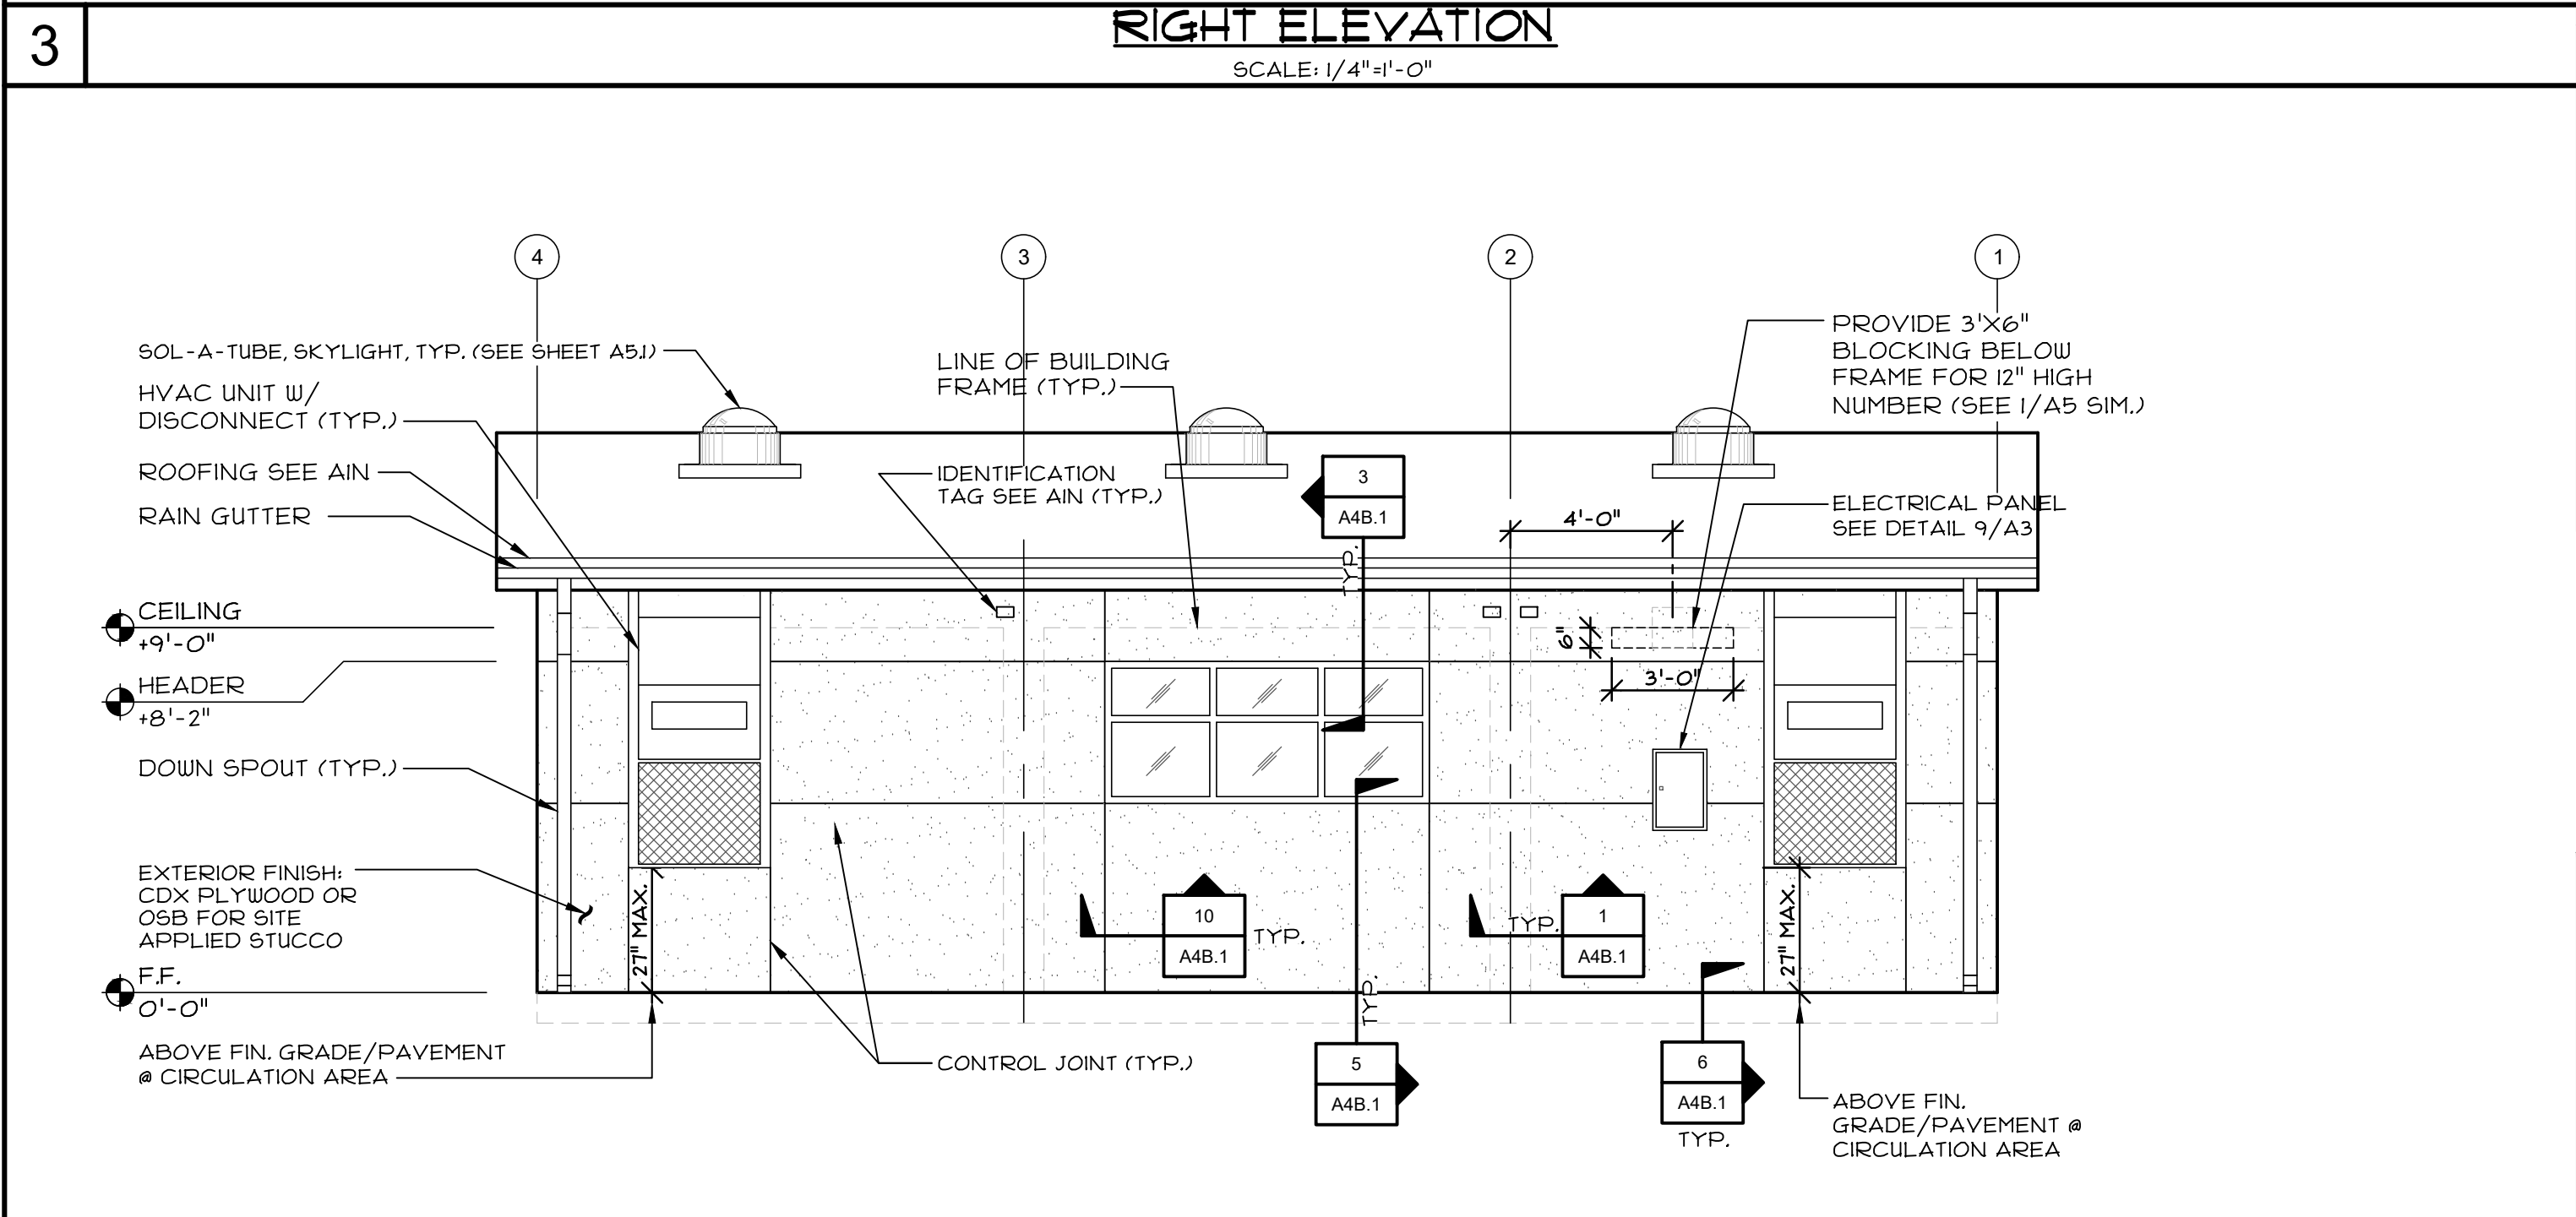 3
RIGHT ELEVATION
SCALE: 1/4"=1'-0"
4
3
2
1
SOL-A-TUBE, SKYLIGHT, TYP. (SEE SHEET A5.1)
HVAC UNIT W/
DISCONNECT (TYP.)
ROOFING SEE AIN
RAIN GUTTER
LINE OF BUILDING
FRAME (TYP.)
IDENTIFICATION
TAG SEE AIN (TYP.)
3
A4B.1
TYP.
PROVIDE 3'X6"
BLOCKING BELOW
FRAME FOR 12" HIGH
NUMBER (SEE 1/A5 SIM.)
ELECTRICAL PANEL
SEE DETAIL 9/A3
4'-0"
6"
3'-0"
CEILING
+9'-0"
HEADER
+8'-2"
DOWN SPOUT (TYP.)
EXTERIOR FINISH:
CDX PLYWOOD OR
OSB FOR SITE
APPLIED STUCCO
F.F.
0'-0"
27" MAX.
10
A4B.1
TYP.
TYP.
1
A4B.1
27" MAX.
ABOVE FIN. GRADE/PAVEMENT
@ CIRCULATION AREA
CONTROL JOINT (TYP.)
TYP.
5
A4B.1
6
A4B.1
TYP.
ABOVE FIN.
GRADE/PAVEMENT @
CIRCULATION AREA